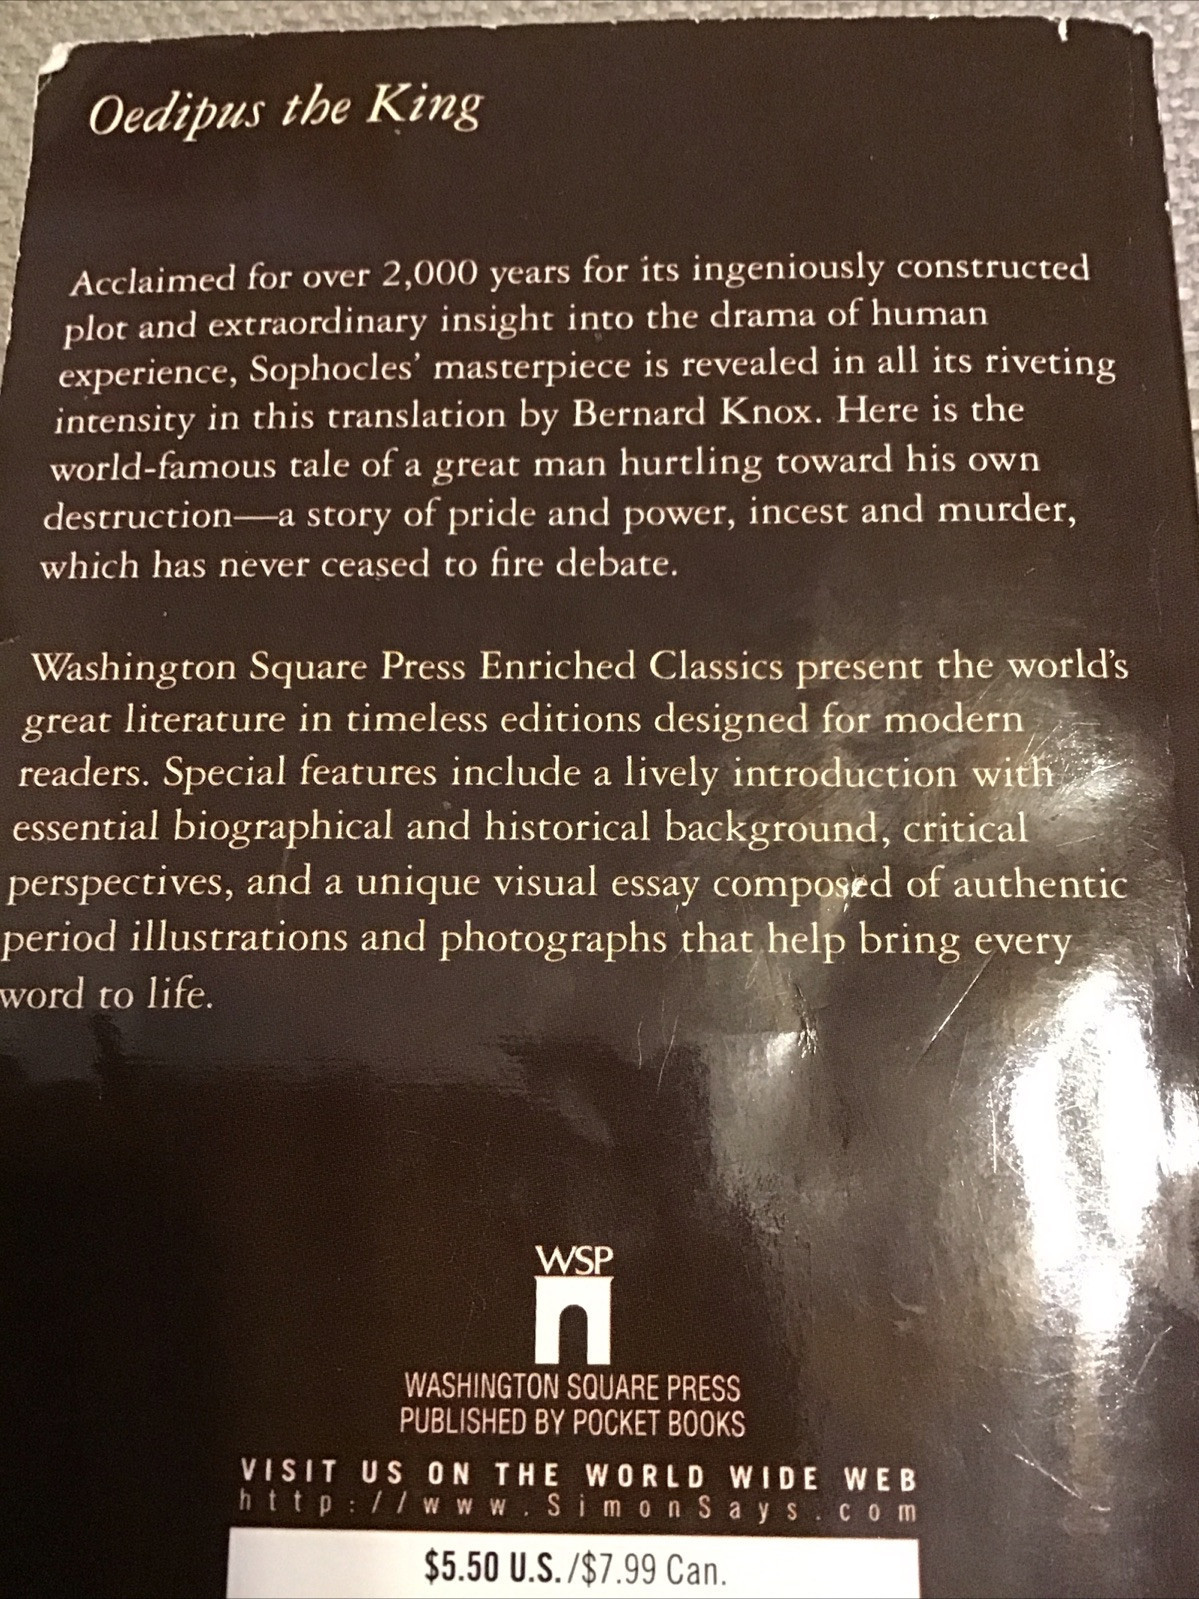 Oedipus the King
Acclaimed for over 2,000 years for its ingeniously constructed
plot and extraordinary insight into the drama of human
experience, Sophocles' masterpiece is revealed in all its riveting
intensity in this translation by Bernard Knox. Here is the
world-famous tale of a great man hurtling toward his own
destruction—a story of pride and power, incest and murder,
which has never ceased to fire debate.
Washington Square Press Enriched Classics present the world's
great literature in timeless editions designed for modern
readers. Special features include a lively introduction with
essential biographical and historical background, critical
perspectives, and a unique visual essay composed of authentic
period illustrations and photographs that help bring every
word to life.
WSP
WASHINGTON SQUARE PRESS
PUBLISHED BY POCKET BOOKS
VISIT US ON THE WORLD WIDE WEB
http://www.SimonSays.com
$5.50 U.S./$7.99 Can.